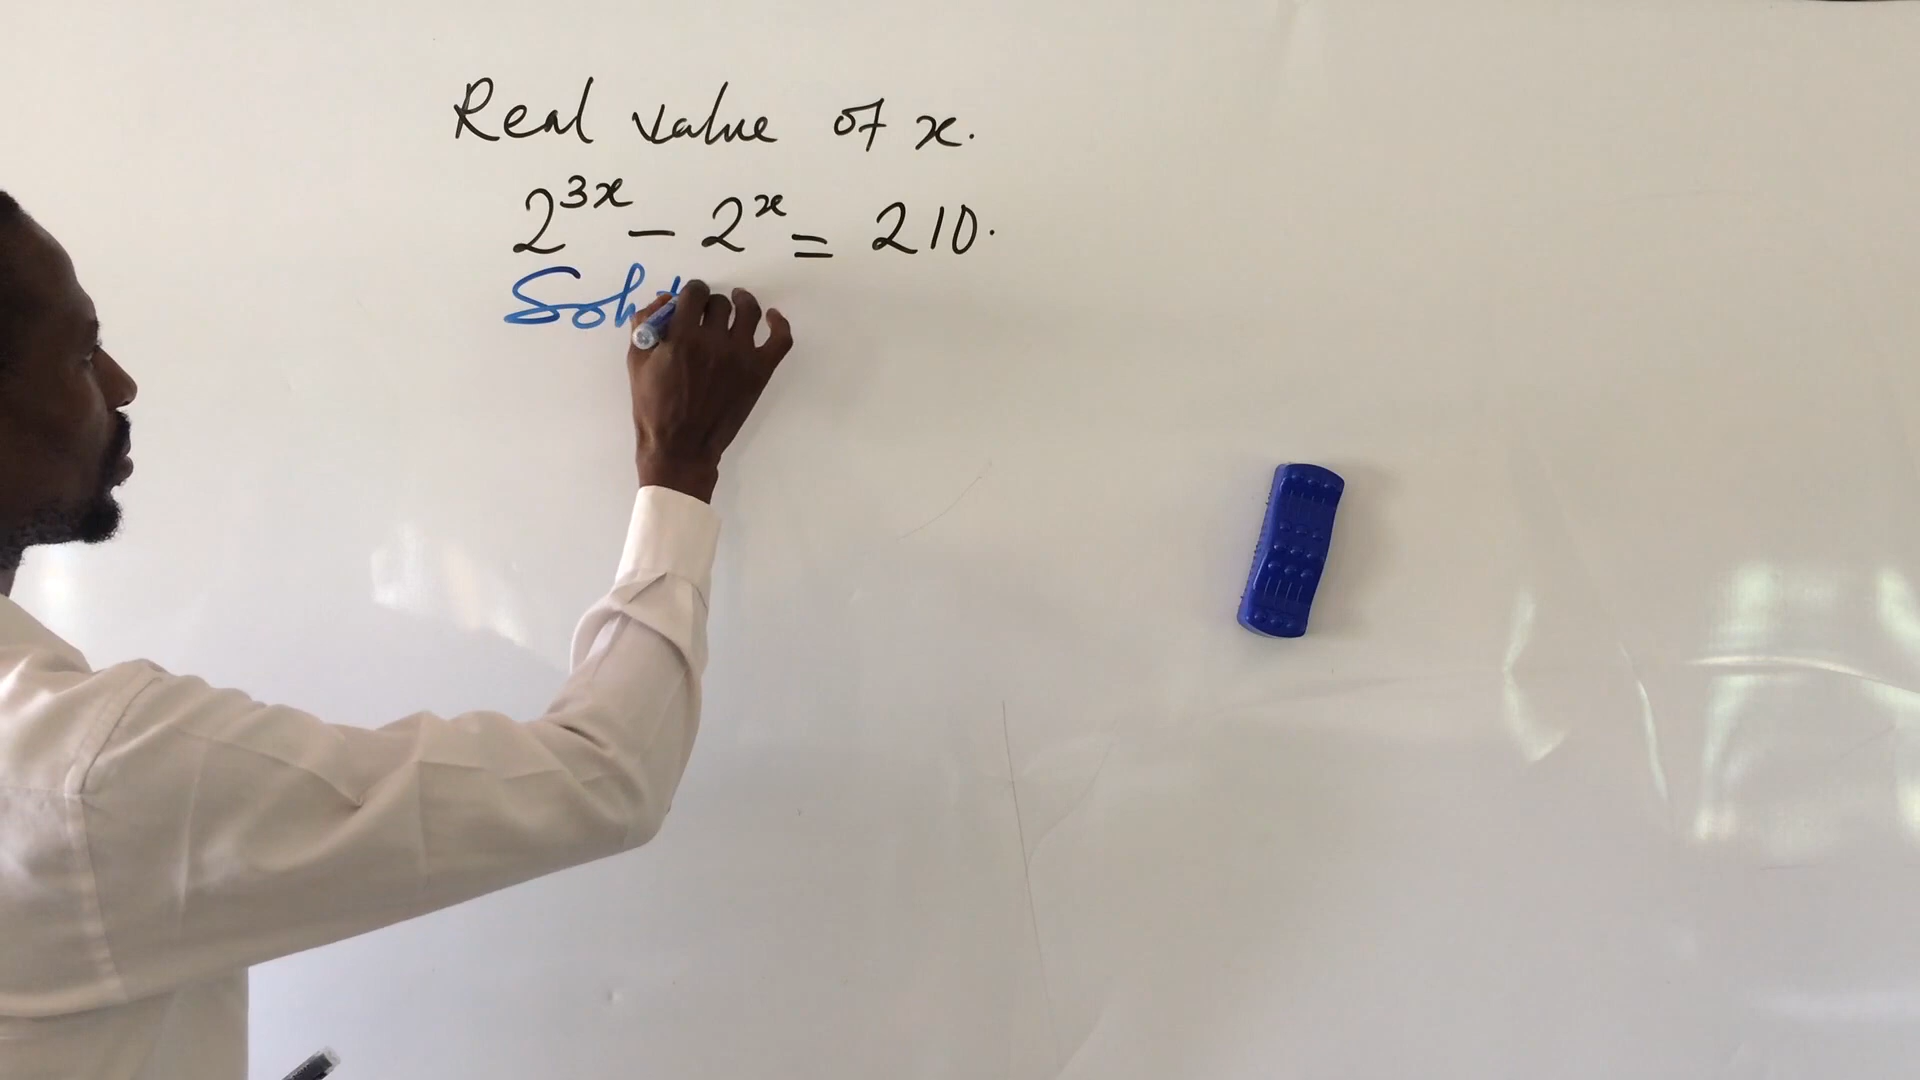 Real value of x.
2^{3x} - 2^x = 210.